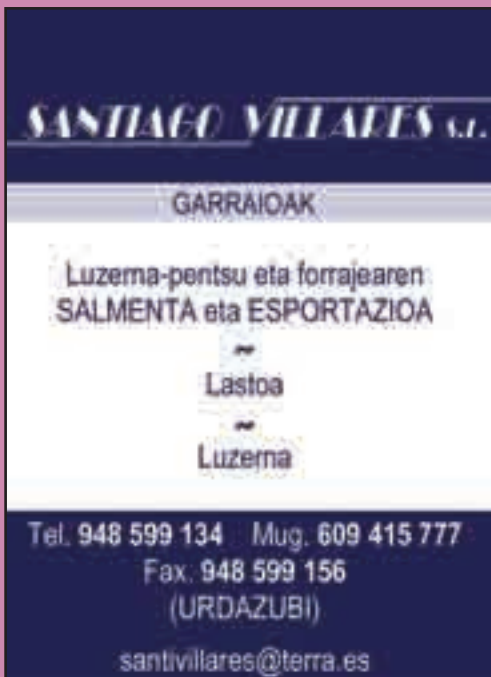 SANTIAGO VILLARES S.L.
GARRAIOAK
Luzerna-pentsu eta forrajearen
SALMENTA eta ESPORTAZIOA
~
Lastoa
~
Luzerna
Tel. 948 599 134 Mug. 609 415 777
Fax. 948 599 156
(URDAZUBI)
santivillares@terra.es